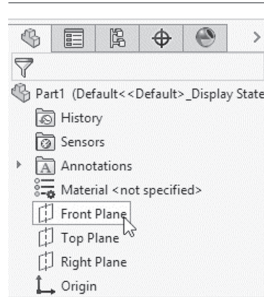 Part1 (Default<<Default>_Display State
History
Sensors
A Annotations
Material <not specified>
Front Plane
Top Plane
Right Plane
Origin